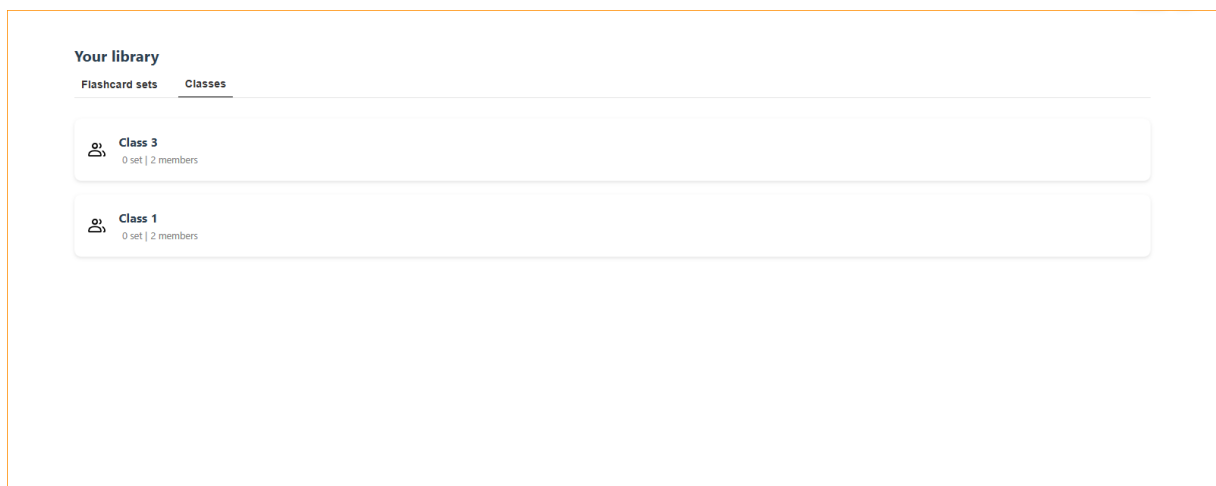 Your library
Flashcard sets Classes
Class 3
0 set | 2 members
Class 1
0 set | 2 members